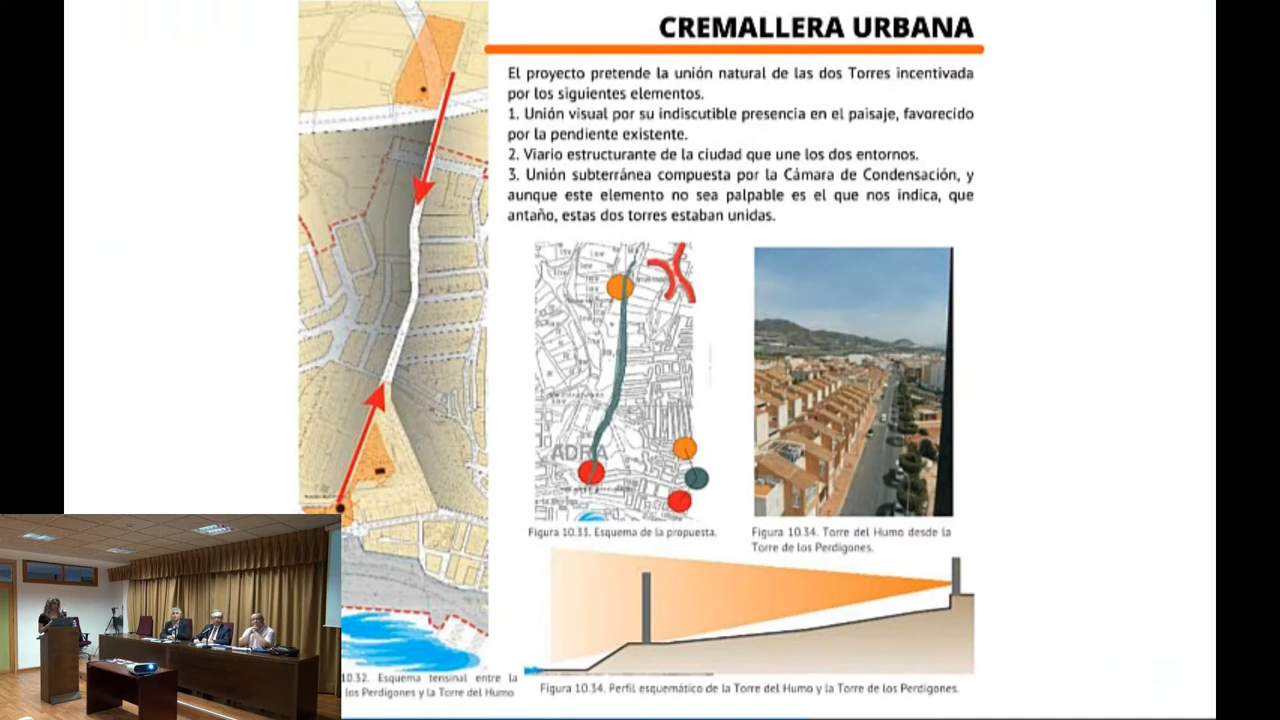 CREMALLERA URBANA
El proyecto pretende la unión natural de las dos Torres incentivada
por los siguientes elementos.
1. Unión visual por su indiscutible presencia en el paisaje, favorecido
por la pendiente existente.
2. Viario estructurante de la ciudad que une los dos entornos.
3. Unión subterránea compuesta por la Cámara de Condensación, y
aunque este elemento no sea palpable es el que nos indica, que
antaño, estas dos torres estaban unidas.
ADRA
Figura 10.33. Esquema de la propuesta.
Figura 10.34. Torre del Humo desde la
Torre de los Perdigones.
10.32. Esquema tensinal entre la
los Perdigones y la Torre del Humo
Figura 10.34. Perfil esquemático de la Torre del Humo y la Torre de los Perdigones.